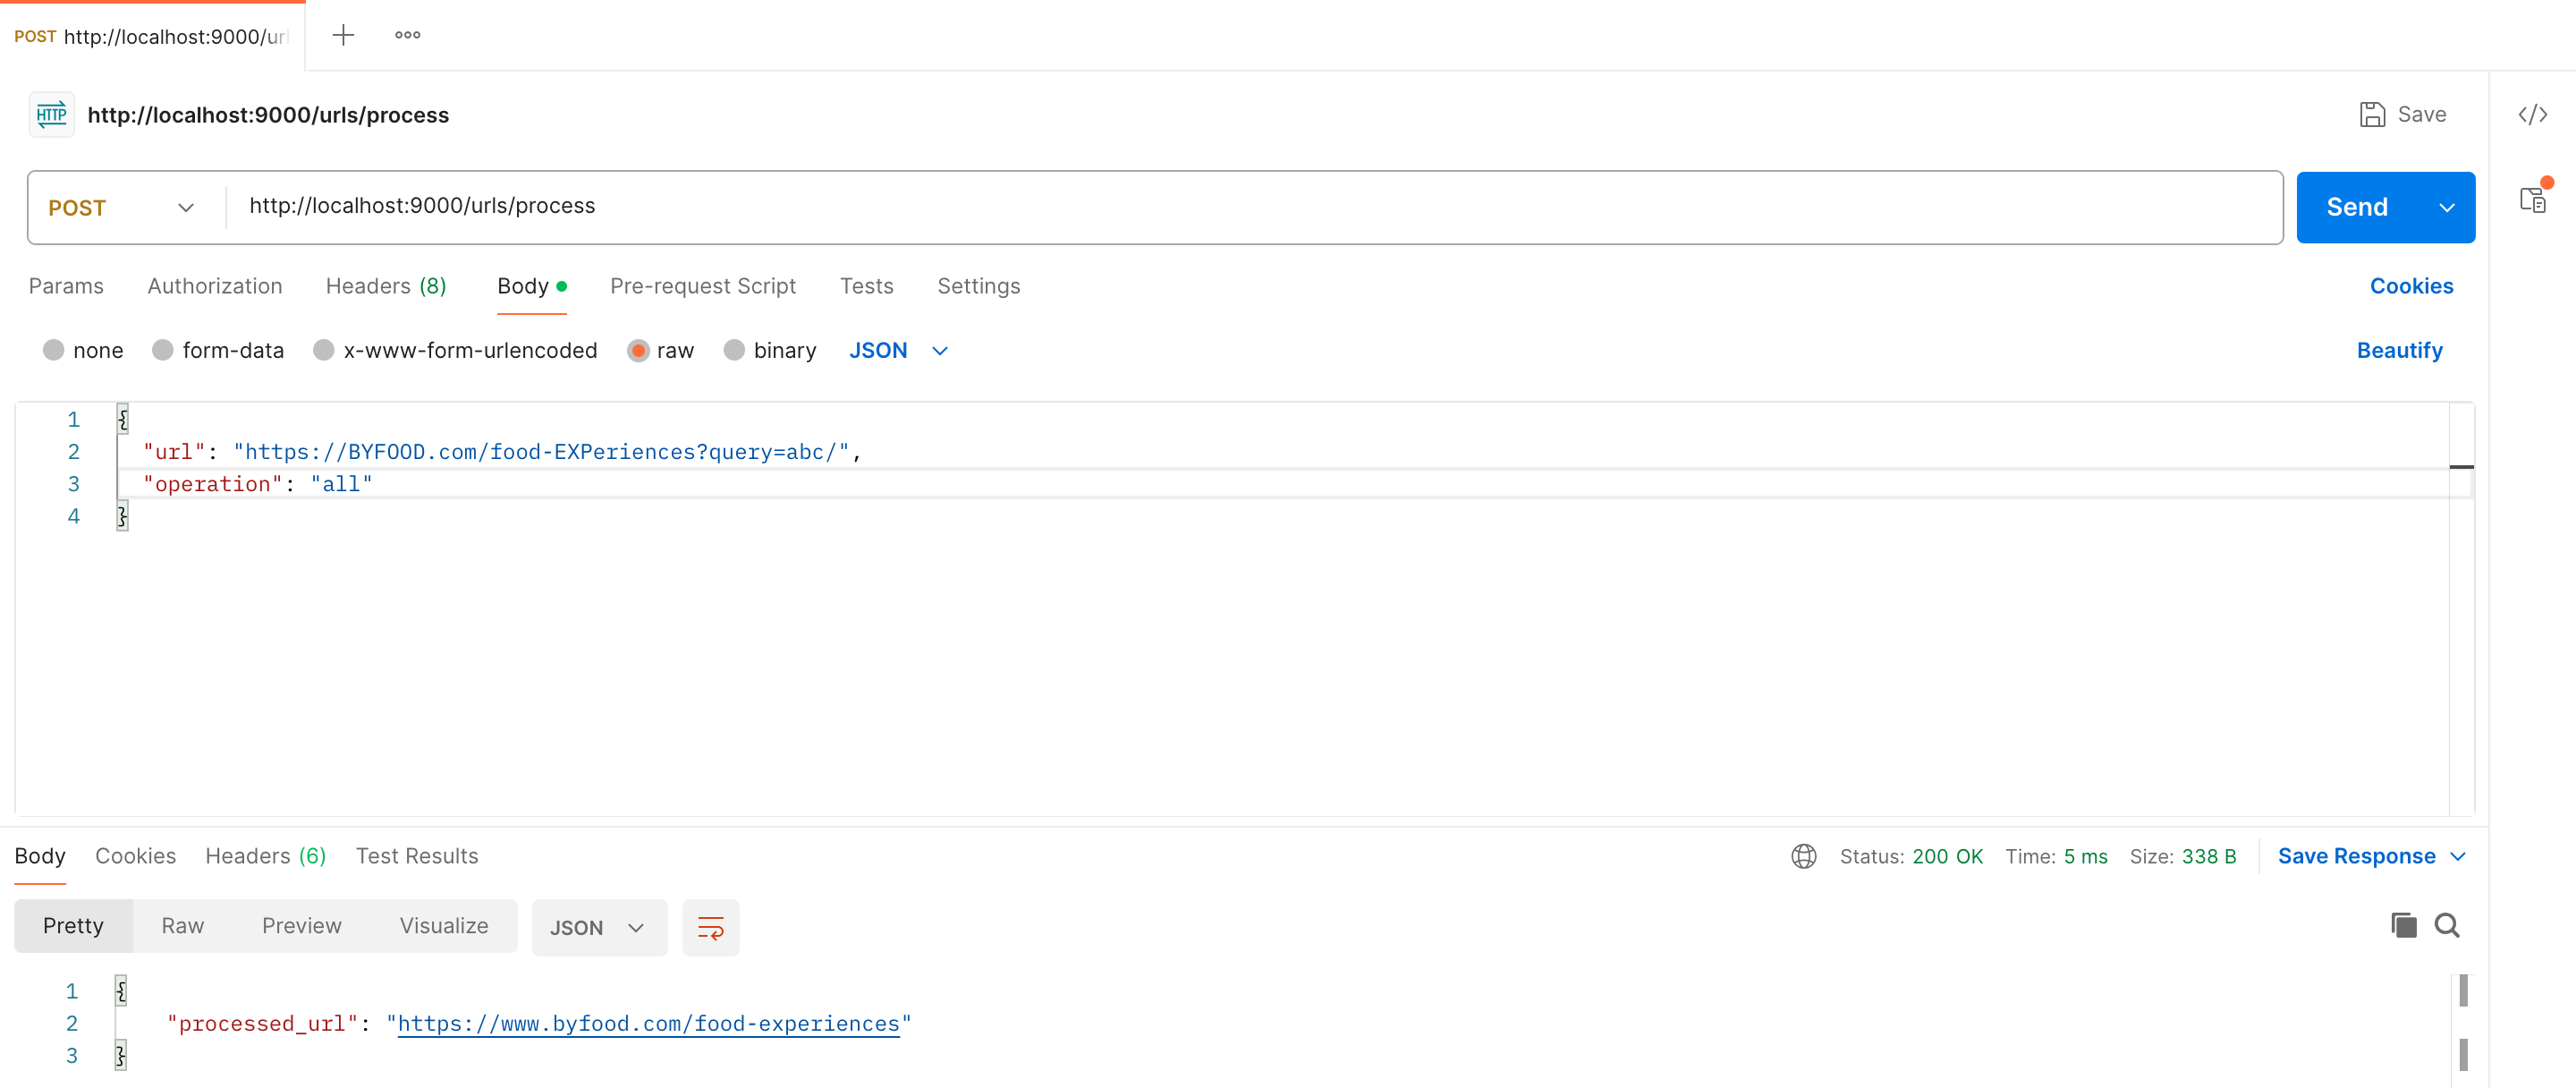 POST http://localhost:9000/url
http://localhost:9000/urls/process
Save
POST http://localhost:9000/urls/process Send
Params Authorization Headers (8) Body Pre-request Script Tests Settings Cookies
none form-data x-www-form-urlencoded raw binary JSON Beautify
1 {
2 "url": "https://BYFOOD.com/food-EXPeriences?query=abc/",
3 "operation": "all"
4 }
Body Cookies Headers (6) Test Results Status: 200 OK Time: 5 ms Size: 338 B Save Response
Pretty Raw Preview Visualize JSON
1 {
2 "processed_url": "https://www.byfood.com/food-experiences"
3 }